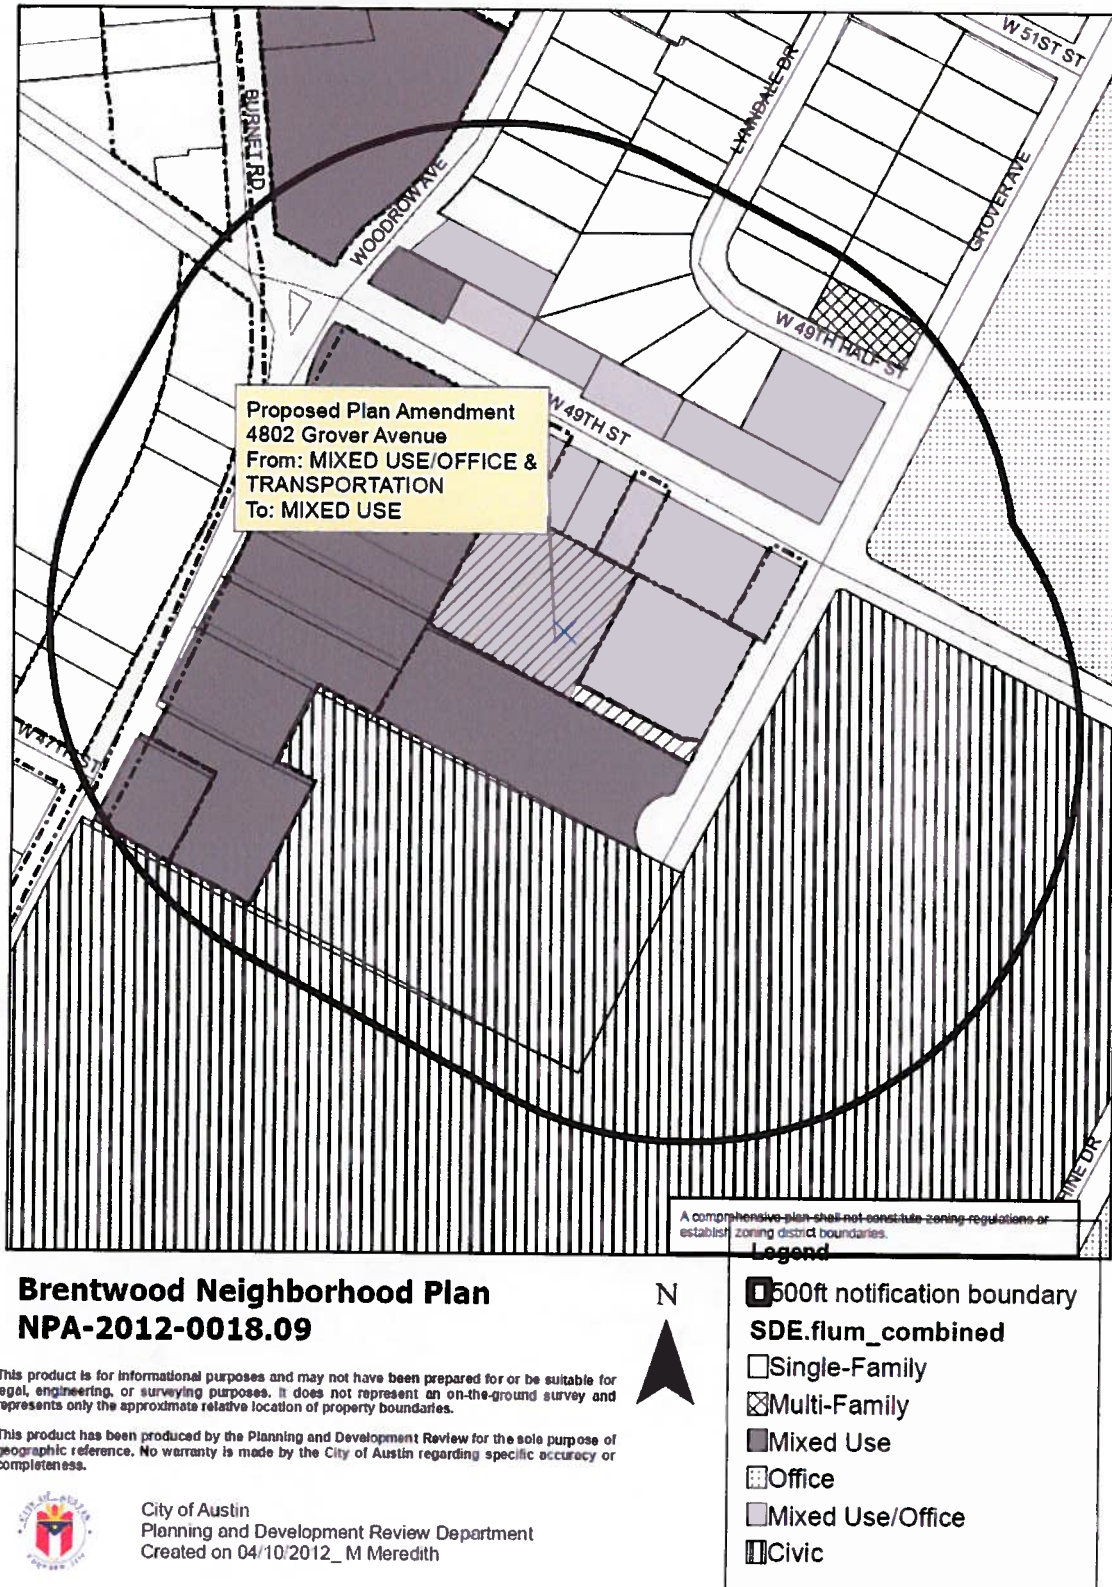 W 51ST ST
LYNNDALE DR
BURNET RD
WOODROW AVE
GROVER AVE
W 49TH HALF ST
Proposed Plan Amendment
4802 Grover Avenue
From: MIXED USE/OFFICE &
TRANSPORTATION
To: MIXED USE
W 49TH ST
W 47TH ST
DR
A comprehensive plan shall not constitute zoning regulations or
establish zoning district boundaries.
Brentwood Neighborhood Plan
NPA-2012-0018.09
N
This product is for informational purposes and may not have been prepared for or be suitable for
legal, engineering, or surveying purposes. It does not represent an on-the-ground survey and
represents only the approximate relative location of property boundaries.
This product has been produced by the Planning and Development Review for the sole purpose of
geographic reference. No warranty is made by the City of Austin regarding specific accuracy or
completeness.
City of Austin
Planning and Development Review Department
Created on 04/10/2012_ M Meredith
Legend
500ft notification boundary
SDE.flum_combined
Single-Family
Multi-Family
Mixed Use
Office
Mixed Use/Office
Civic